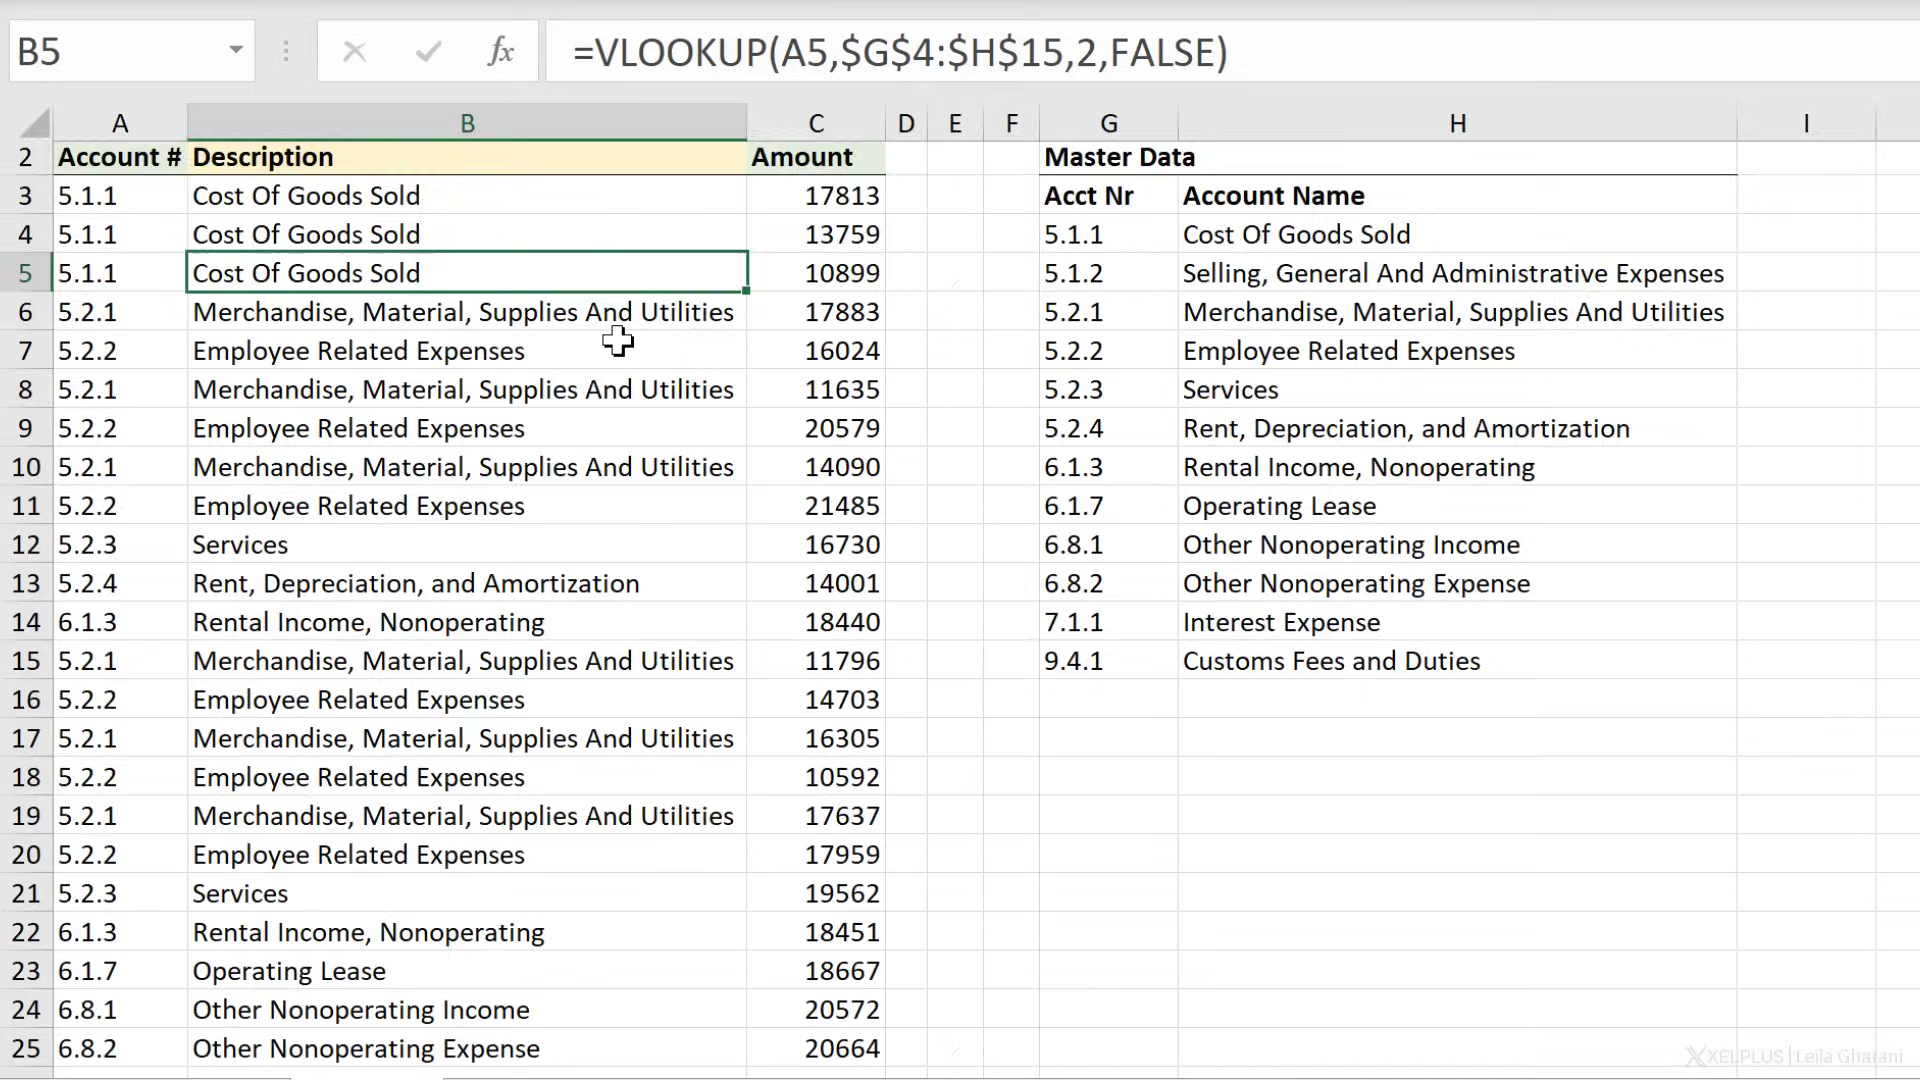 B5 fx =VLOOKUP(A5,$G$4:$H$15,2,FALSE)
A B C D E F G H I
2 Account # Description Amount Master Data
3 5.1.1 Cost Of Goods Sold 17813 Acct Nr Account Name
4 5.1.1 Cost Of Goods Sold 13759 5.1.1 Cost Of Goods Sold
5 5.1.1 Cost Of Goods Sold 10899 5.1.2 Selling, General And Administrative Expenses
6 5.2.1 Merchandise, Material, Supplies And Utilities 17883 5.2.1 Merchandise, Material, Supplies And Utilities
7 5.2.2 Employee Related Expenses 16024 5.2.2 Employee Related Expenses
8 5.2.1 Merchandise, Material, Supplies And Utilities 11635 5.2.3 Services
9 5.2.2 Employee Related Expenses 20579 5.2.4 Rent, Depreciation, and Amortization
10 5.2.1 Merchandise, Material, Supplies And Utilities 14090 6.1.3 Rental Income, Nonoperating
11 5.2.2 Employee Related Expenses 21485 6.1.7 Operating Lease
12 5.2.3 Services 16730 6.8.1 Other Nonoperating Income
13 5.2.4 Rent, Depreciation, and Amortization 14001 6.8.2 Other Nonoperating Expense
14 6.1.3 Rental Income, Nonoperating 18440 7.1.1 Interest Expense
15 5.2.1 Merchandise, Material, Supplies And Utilities 11796 9.4.1 Customs Fees and Duties
16 5.2.2 Employee Related Expenses 14703
17 5.2.1 Merchandise, Material, Supplies And Utilities 16305
18 5.2.2 Employee Related Expenses 10592
19 5.2.1 Merchandise, Material, Supplies And Utilities 17637
20 5.2.2 Employee Related Expenses 17959
21 5.2.3 Services 19562
22 6.1.3 Rental Income, Nonoperating 18451
23 6.1.7 Operating Lease 18667
24 6.8.1 Other Nonoperating Income 20572
25 6.8.2 Other Nonoperating Expense 20664
XELPLUS | Leila Gharani